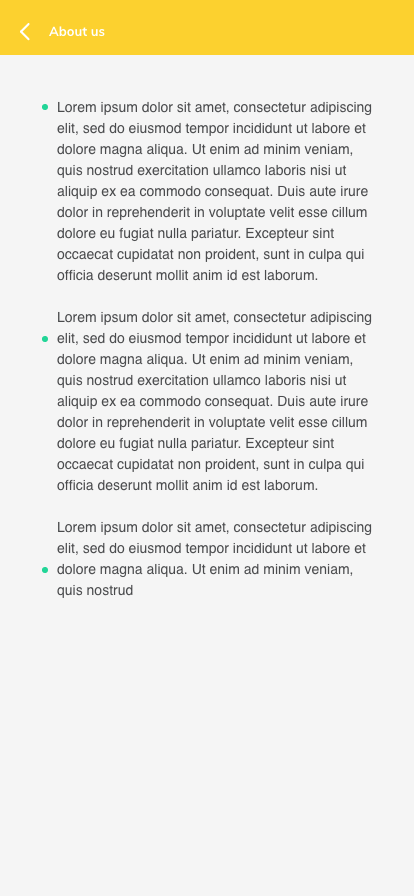 About us
Lorem ipsum dolor sit amet, consectetur adipiscing
elit, sed do eiusmod tempor incididunt ut labore et
dolore magna aliqua. Ut enim ad minim veniam,
quis nostrud exercitation ullamco laboris nisi ut
aliquip ex ea commodo consequat. Duis aute irure
dolor in reprehenderit in voluptate velit esse cillum
dolore eu fugiat nulla pariatur. Excepteur sint
occaecat cupidatat non proident, sunt in culpa qui
officia deserunt mollit anim id est laborum.
Lorem ipsum dolor sit amet, consectetur adipiscing
elit, sed do eiusmod tempor incididunt ut labore et
dolore magna aliqua. Ut enim ad minim veniam,
quis nostrud exercitation ullamco laboris nisi ut
aliquip ex ea commodo consequat. Duis aute irure
dolor in reprehenderit in voluptate velit esse cillum
dolore eu fugiat nulla pariatur. Excepteur sint
occaecat cupidatat non proident, sunt in culpa qui
officia deserunt mollit anim id est laborum.
Lorem ipsum dolor sit amet, consectetur adipiscing
elit, sed do eiusmod tempor incididunt ut labore et
dolore magna aliqua. Ut enim ad minim veniam,
quis nostrud